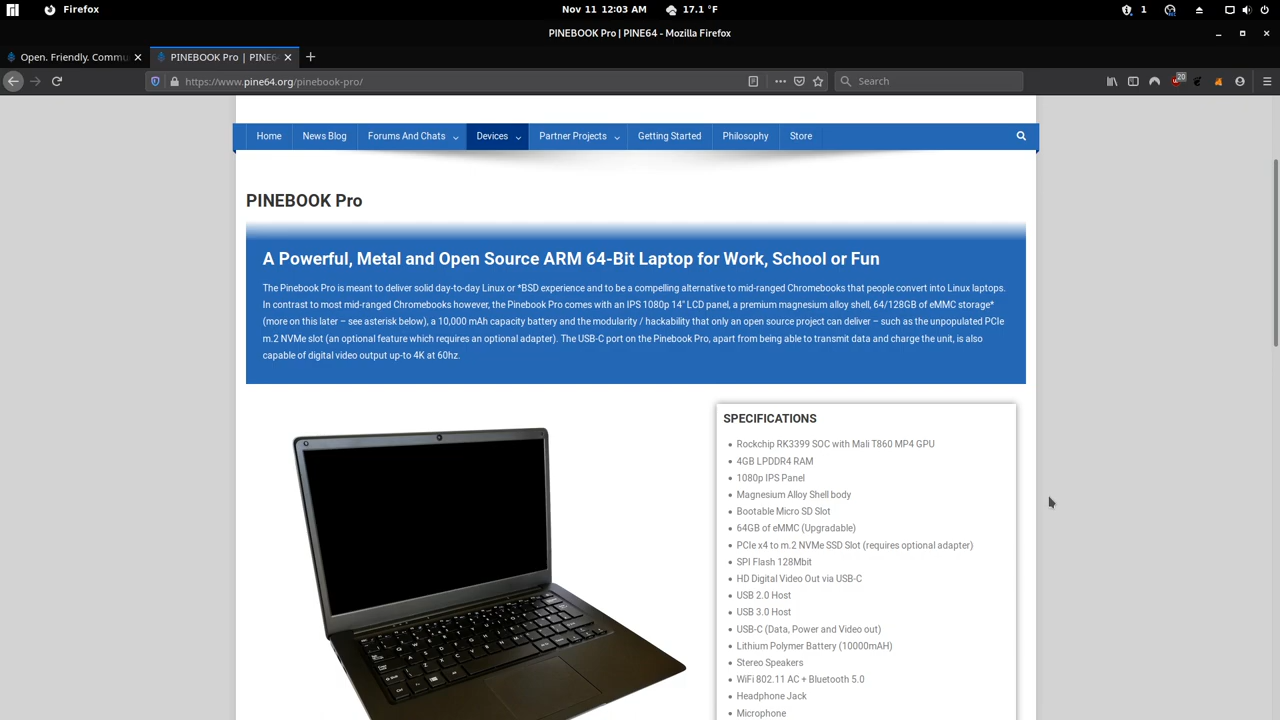 Firefox
Nov 11 12:03 AM
17.1 °F
1
PINEBOOK Pro | PINE64 - Mozilla Firefox
Open. Friendly. Commu
PINEBOOK Pro | PINE6
https://www.pine64.org/pinebook-pro/
Search
20
Home
News Blog
Forums And Chats
Devices
Partner Projects
Getting Started
Philosophy
Store
PINEBOOK Pro
A Powerful, Metal and Open Source ARM 64-Bit Laptop for Work, School or Fun
The Pinebook Pro is meant to deliver solid day-to-day Linux or *BSD experience and to be a compelling alternative to mid-ranged Chromebooks that people convert into Linux laptops.
In contrast to most mid-ranged Chromebooks however, the Pinebook Pro comes with an IPS 1080p 14″ LCD panel, a premium magnesium alloy shell, 64/128GB of eMMC storage*
(more on this later – see asterisk below), a 10,000 mAh capacity battery and the modularity / hackability that only an open source project can deliver – such as the unpopulated PCIe
m.2 NVMe slot (an optional feature which requires an optional adapter). The USB-C port on the Pinebook Pro, apart from being able to transmit data and charge the unit, is also
capable of digital video output up-to 4K at 60hz.
SPECIFICATIONS
Rockchip RK3399 SOC with Mali T860 MP4 GPU
4GB LPDDR4 RAM
1080p IPS Panel
Magnesium Alloy Shell body
Bootable Micro SD Slot
64GB of eMMC (Upgradable)
PCIe x4 to m.2 NVMe SSD Slot (requires optional adapter)
SPI Flash 128Mbit
HD Digital Video Out via USB-C
USB 2.0 Host
USB 3.0 Host
USB-C (Data, Power and Video out)
Lithium Polymer Battery (10000mAH)
Stereo Speakers
WiFi 802.11 AC + Bluetooth 5.0
Headphone Jack
Microphone